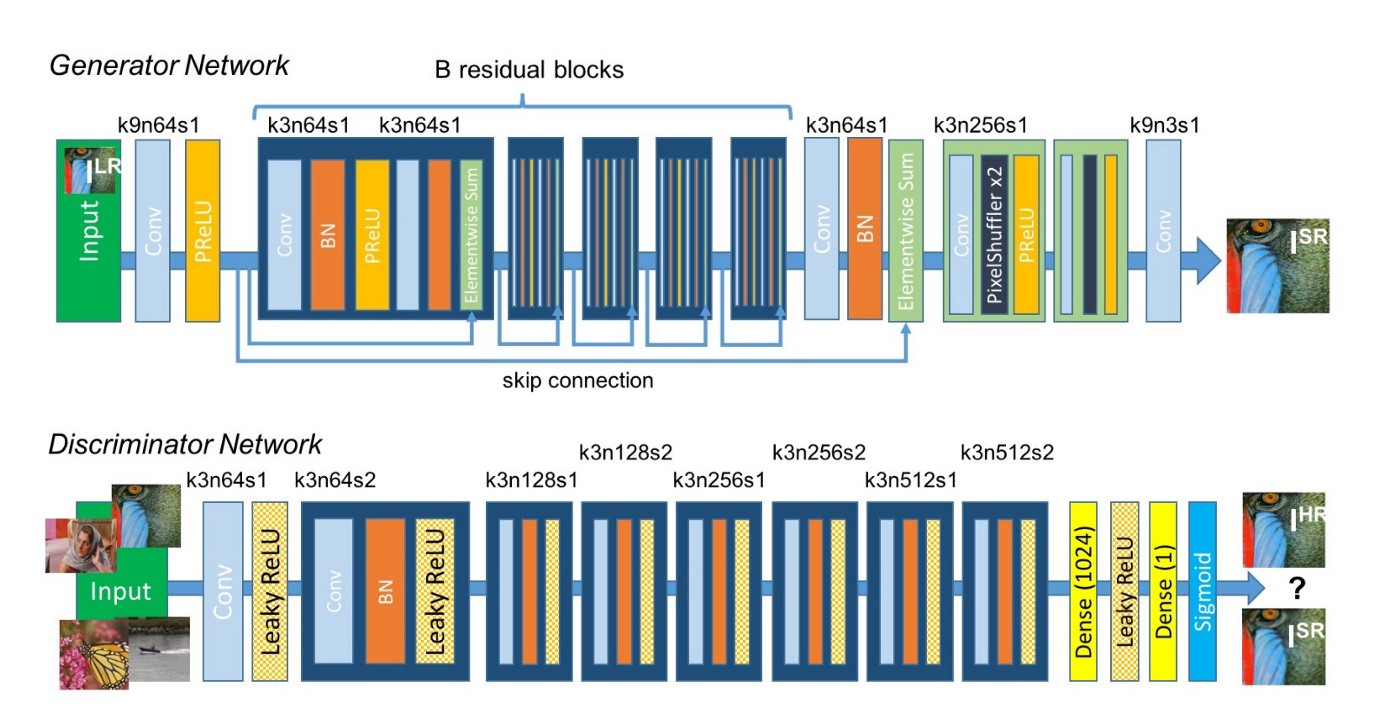 Generator Network
B residual blocks
k9n64s1
k3n64s1
k3n64s1
k3n64s1
k3n256s1
k9n3s1
I^LR
Input
Conv
PReLU
Conv
BN
PReLU
Elementwise Sum
Conv
BN
Elementwise Sum
Conv
PixelShuffler x2
PReLU
Conv
I^SR
skip connection
Discriminator Network
k3n64s1
k3n64s2
k3n128s1
k3n128s2
k3n256s1
k3n256s2
k3n512s1
k3n512s2
Input
Conv
Leaky ReLU
Conv
BN
Leaky ReLU
Dense (1024)
Leaky ReLU
Dense (1)
Sigmoid
I^HR
?
I^SR